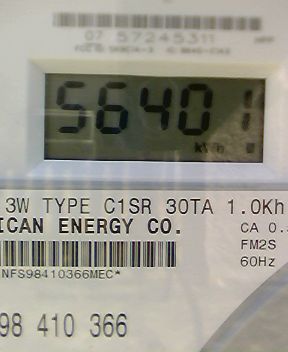 07 57245311
56401
kWh
3W TYPE C1SR 30TA 1.0Kh
ICAN ENERGY CO.
CA 0.
FM2S
60Hz
NFS98410366MEC*
98 410 366